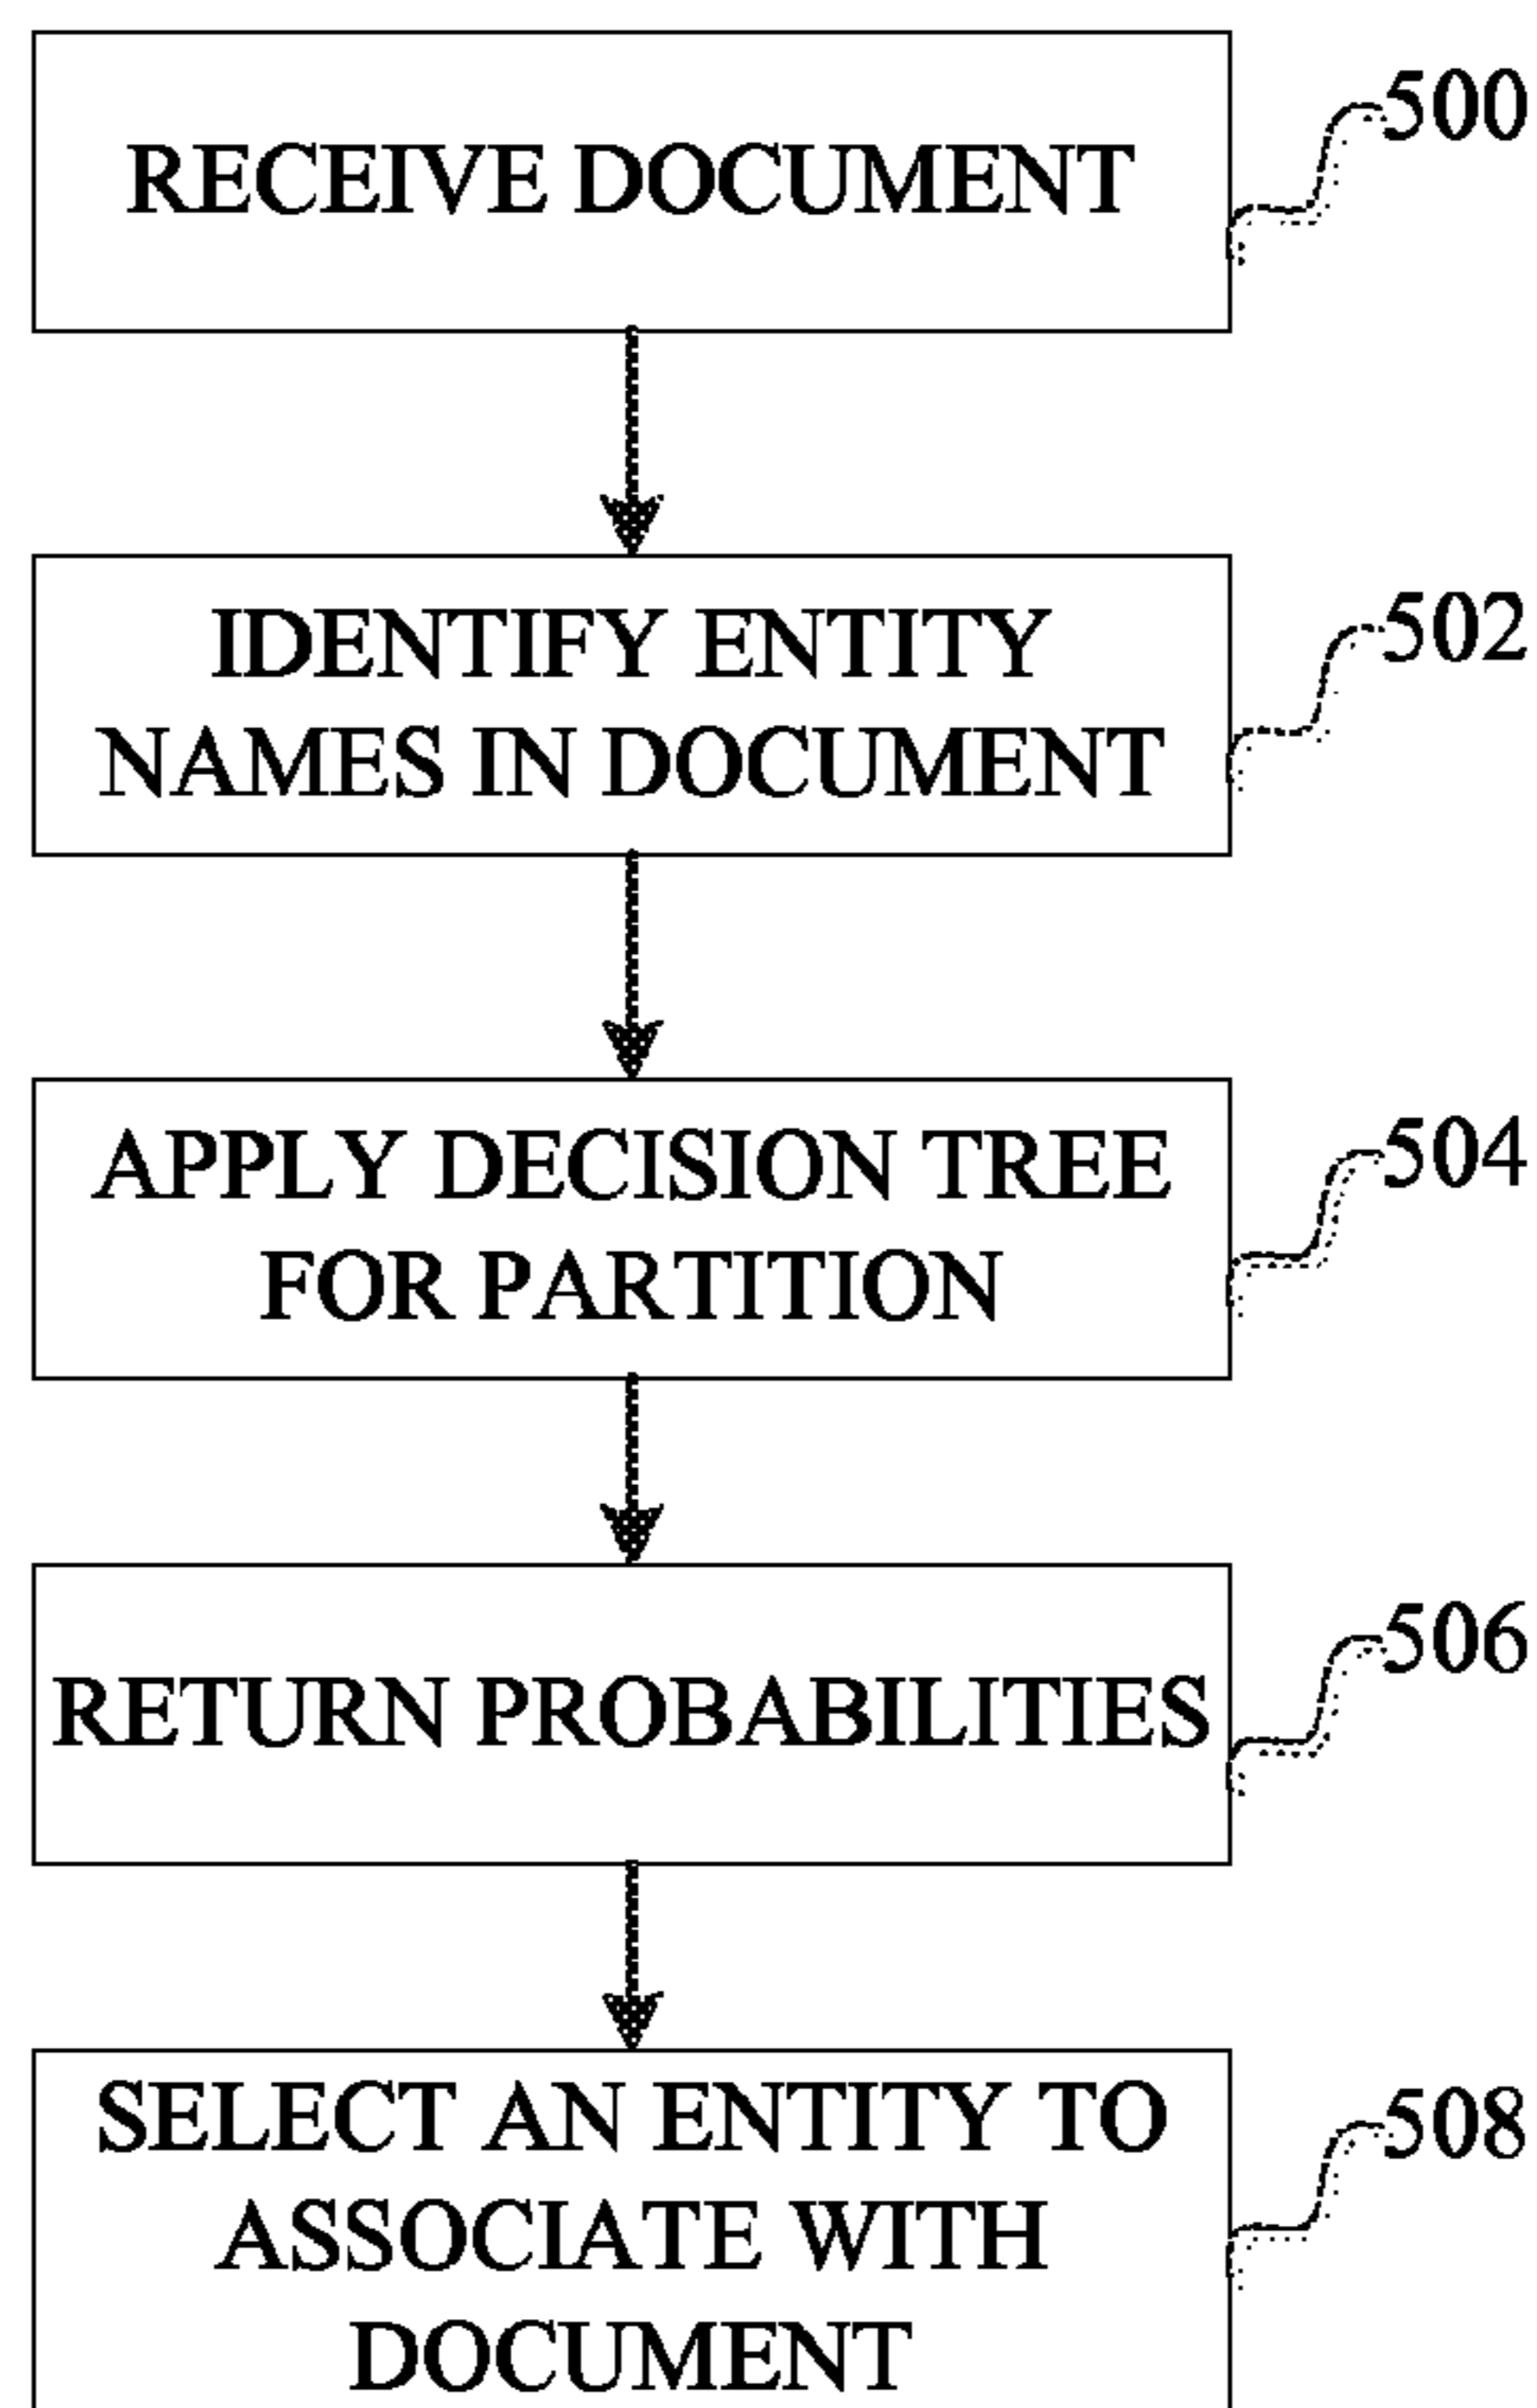 RECEIVE DOCUMENT
500
IDENTIFY ENTITY
NAMES IN DOCUMENT
502
APPLY DECISION TREE
FOR PARTITION
504
RETURN PROBABILITIES
506
SELECT AN ENTITY TO
ASSOCIATE WITH
DOCUMENT
508